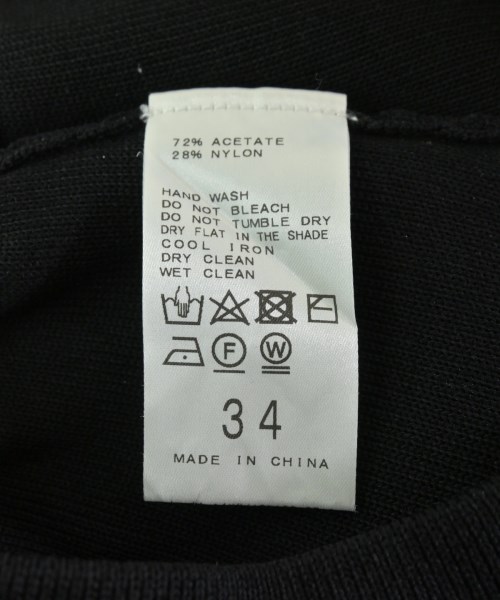 72% ACETATE
28% NYLON
HAND WASH
DO NOT BLEACH
DO NOT TUMBLE DRY
DRY FLAT IN THE SHADE
COOL IRON
DRY CLEAN
WET CLEAN
F W
34
MADE IN CHINA